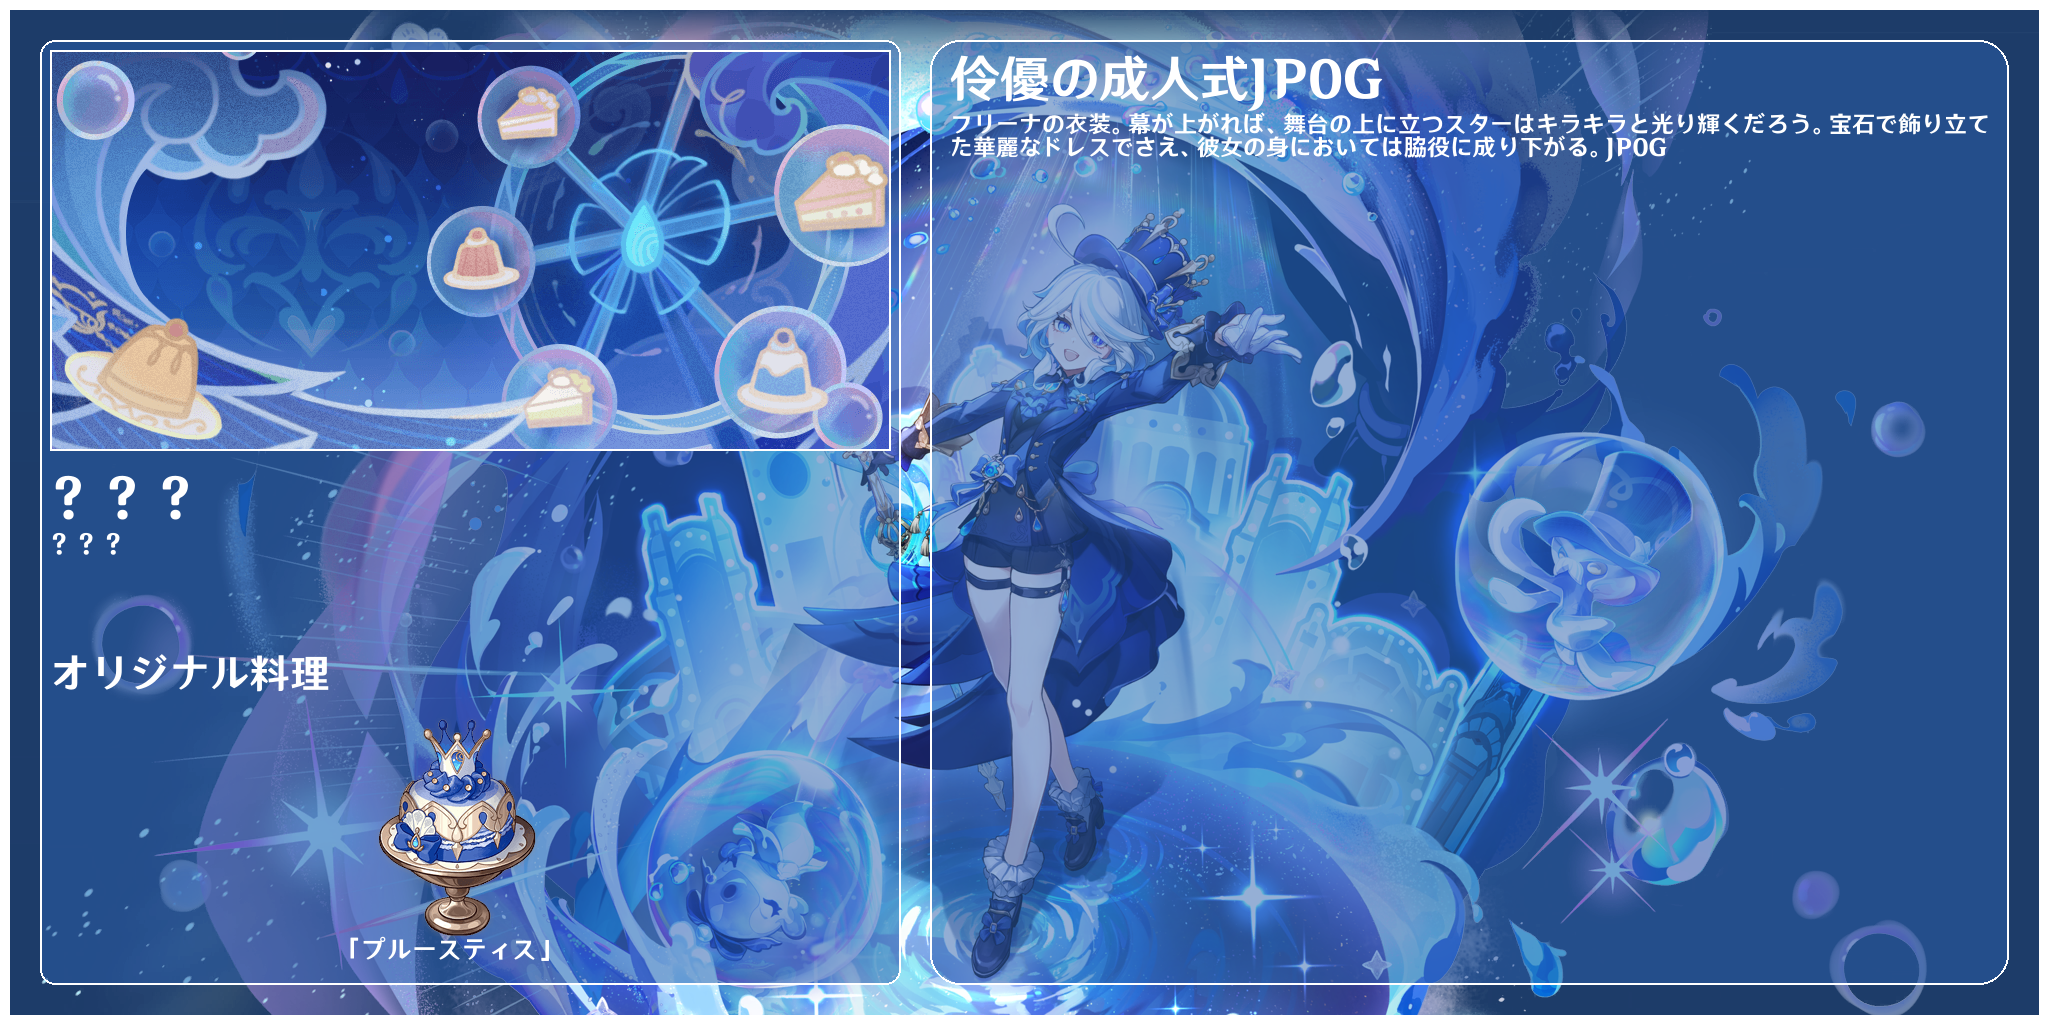 ？？？
？？？
オリジナル料理
「プルースティス」
伶優の成人式JPOG
フリーナの衣装。幕が上がれば、舞台の上に立つスターはキラキラと光り輝くだろう。宝石で飾り立て
た華麗なドレスでさえ、彼女の身においては脇役に成り下がる。JPOG